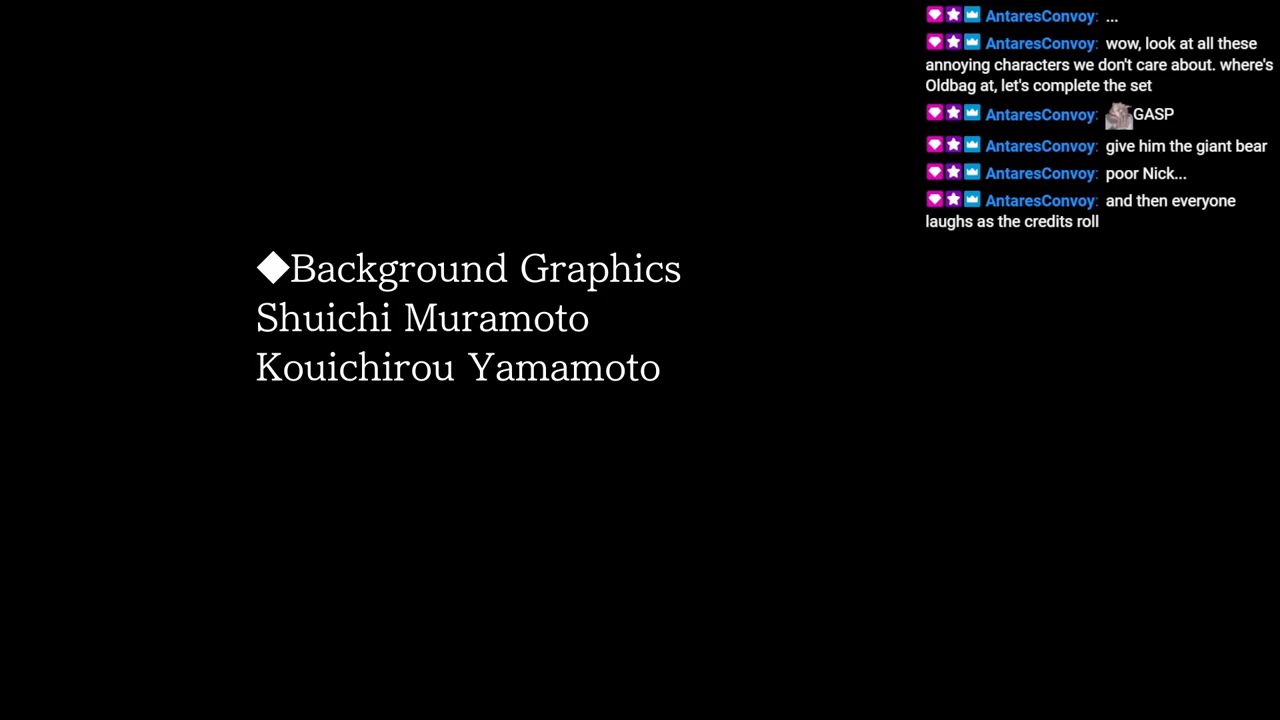 AntaresConvoy: ...
AntaresConvoy: wow, look at all these
annoying characters we don't care about. where's
Oldbag at, let's complete the set
AntaresConvoy: GASP
AntaresConvoy: give him the giant bear
AntaresConvoy: poor Nick...
AntaresConvoy: and then everyone
laughs as the credits roll
◆Background Graphics
Shuichi Muramoto
Kouichirou Yamamoto